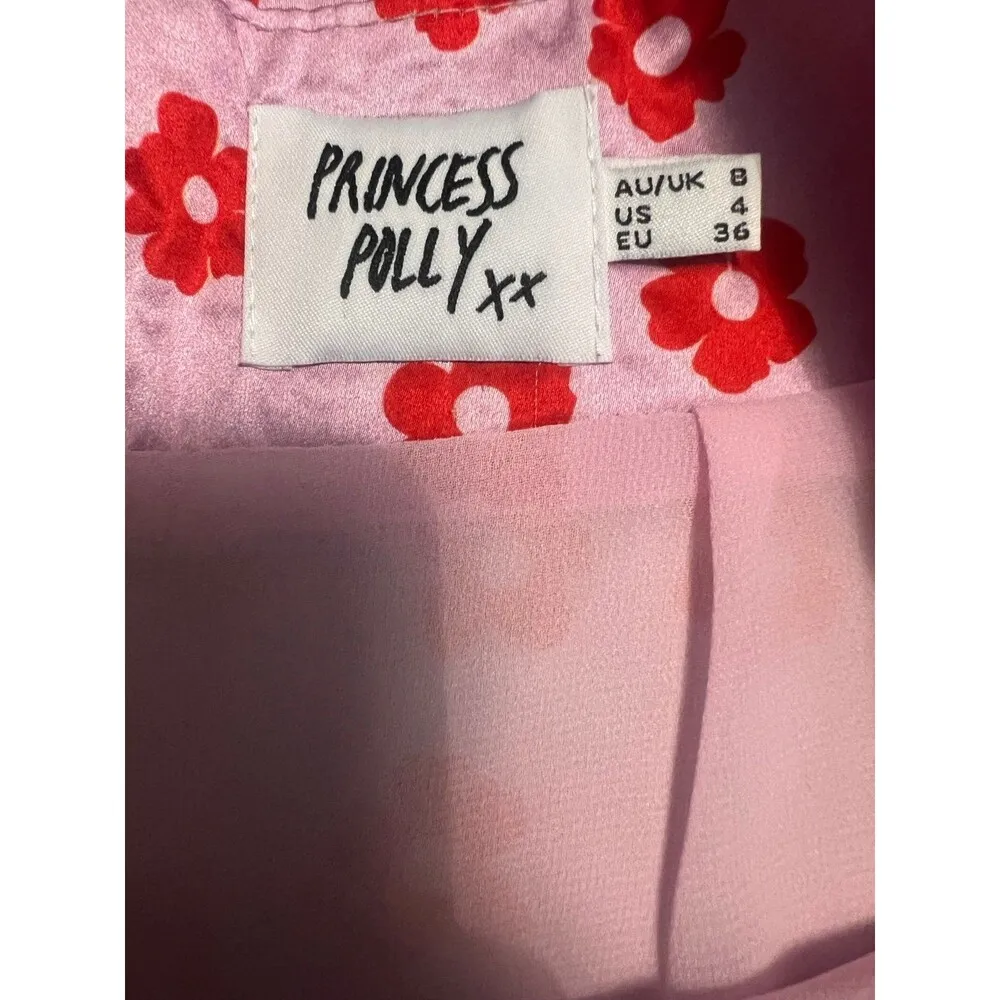 PRINCESS
POLLY xx
AU/UK 8
US 4
EU 36